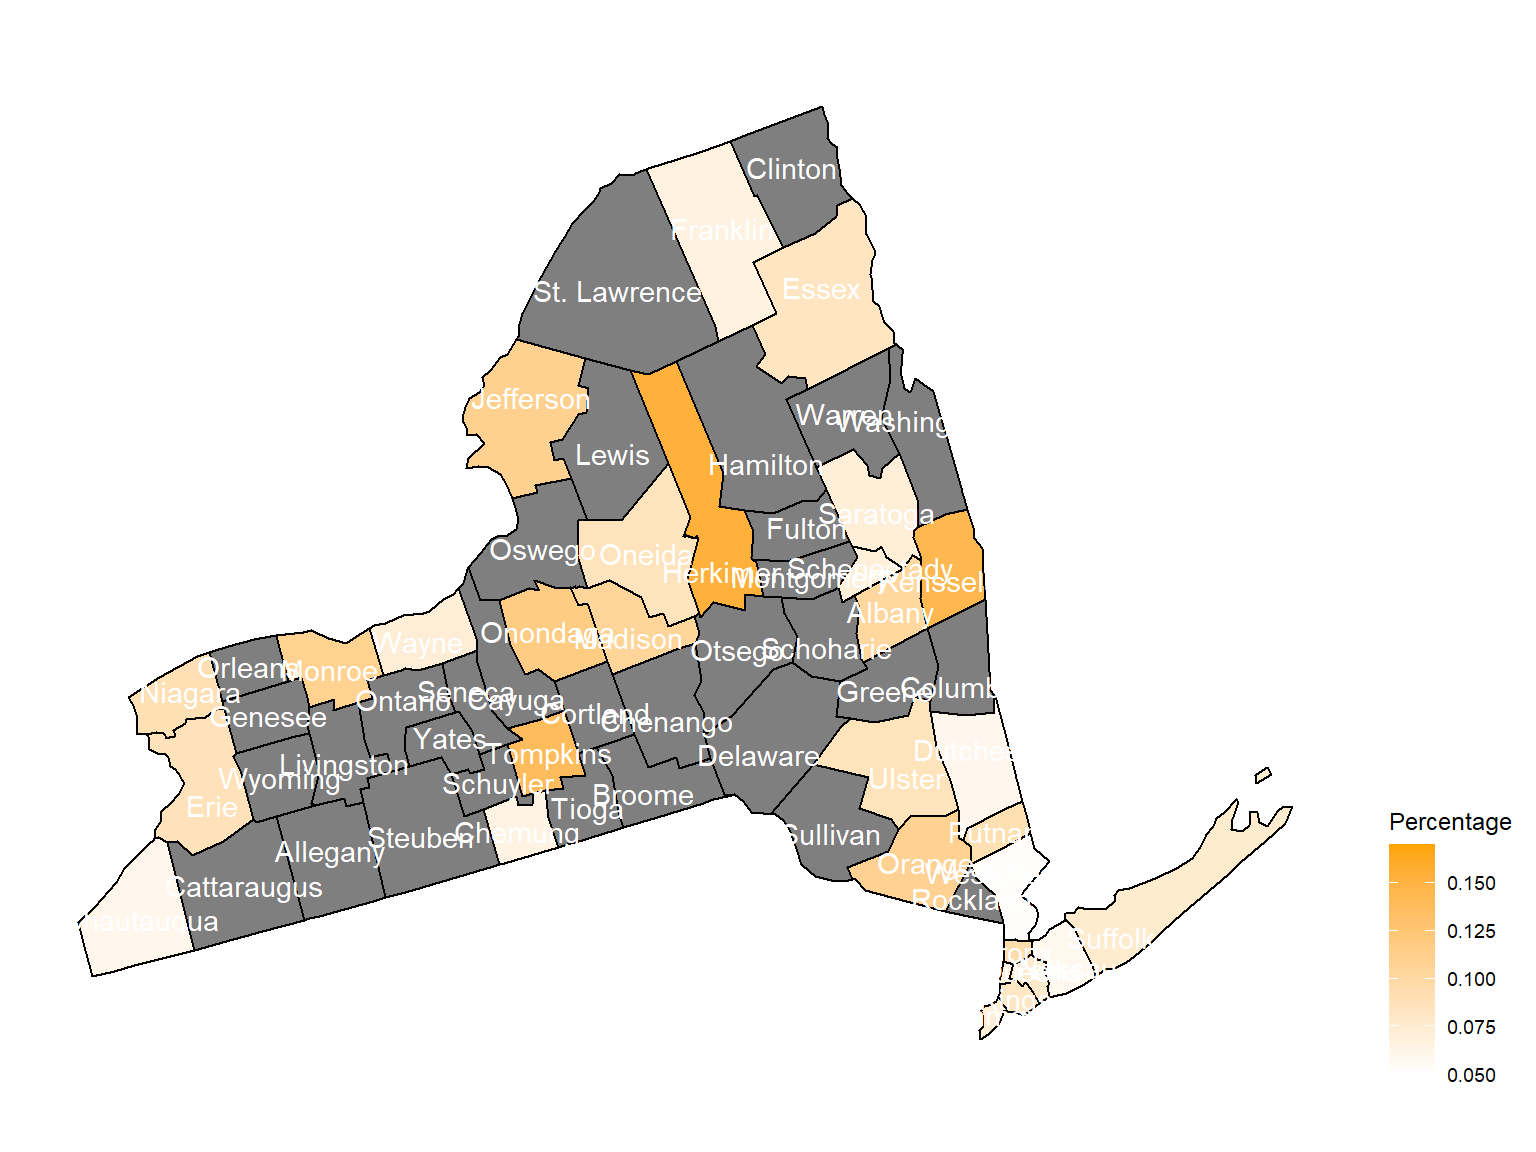 Clinton
Franklin
St. Lawrence
Essex
Jefferson
Warren
Washing
Lewis
Hamilton
Saratoga
Fulton
Oswego
Oneida
Herkimer
Montgomery
Schenectady
Renssel
Albany
Onondaga
Madison
Wayne
Otsego
Schoharie
Orleans
Monroe
Niagara
Genesee
Ontario
Seneca
Cayuga
Greene
Columb
Cortland
Chenango
Yates
Tompkins
Delaware
Dutches
Livingston
Wyoming
Schuyler
Ulster
Erie
Tioga
Broome
Chemung
Steuben
Sullivan
Putnam
Allegany
Orange
Cattaraugus
Rockla
hautauqua
Suffolk
Percentage
0.150
0.125
0.100
0.075
0.050